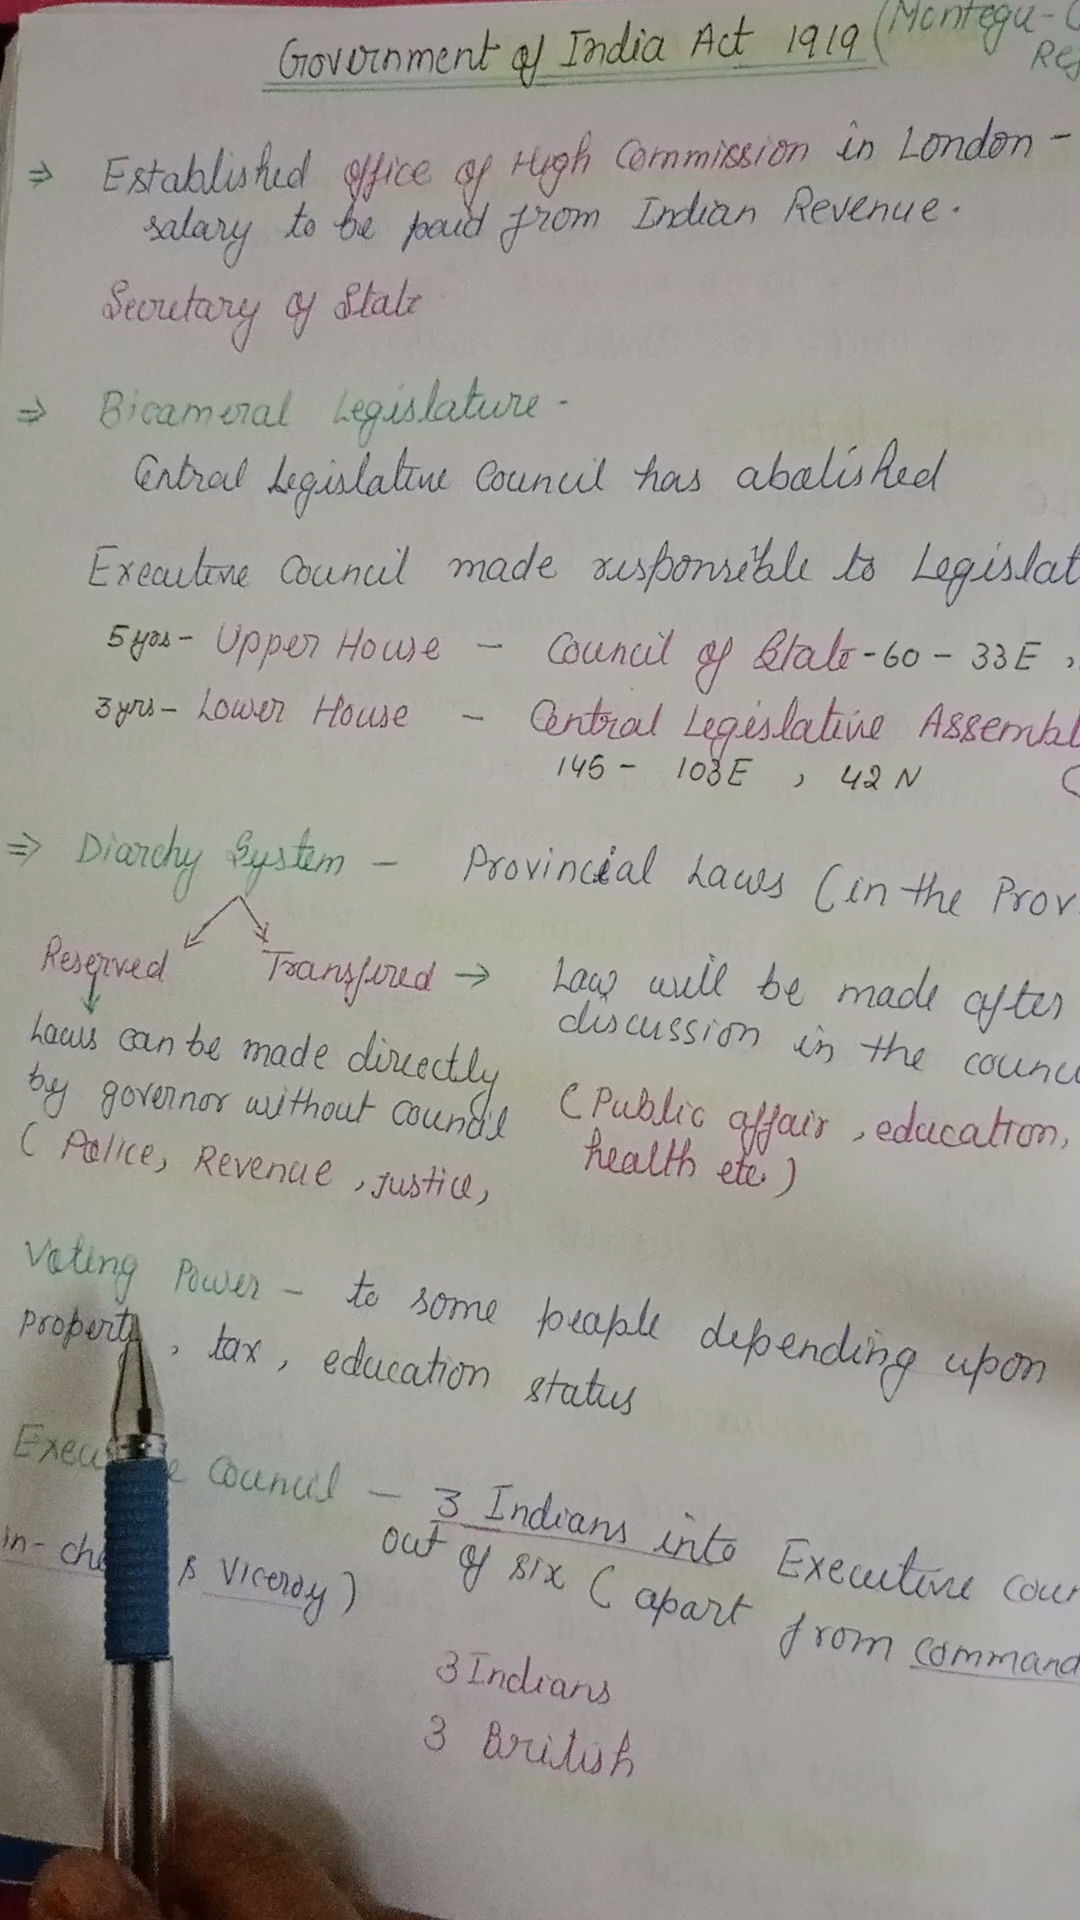 Government of India Act 1919 (Montegu-
⇒ Established office of High Commission in London -
salary to be paid from Indian Revenue.
Secretary of State
⇒ Bicameral Legislature -
Central Legislative Council has abolished
Executive Council made responsible to Legislat
5 yrs - Upper House - Council of State - 60 - 33E,
3 yrs - Lower House - Central Legislative Assembl
145 - 103E, 42 N
⇒ Diarchy System - Provincial Laws (in the Prov
Reserved Transfired → Law will be made after
discussion in the counc
Laws can be made directly
by governor without council
(Public affair, education,
health etc.)
(Police, Revenue, justice,
Voting Power - to some people depending upon
property, tax, education status
Executive Council - 3 Indians into Executive cour
out of six (apart from command
in-cha is Viceroy)
3 Indians
3 British